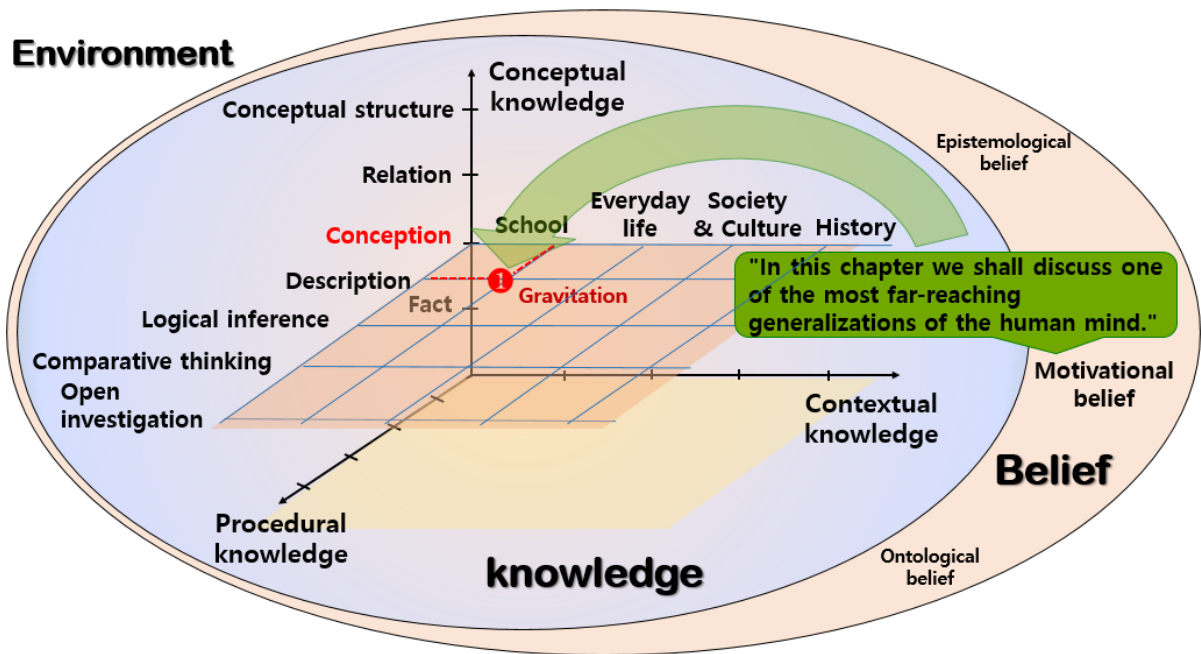 Environment
Conceptual
knowledge
Conceptual structure
Relation
Conception
Description
Fact
Logical inference
Comparative thinking
Open
investigation
School
Everyday
life
Society
& Culture
History
1
Gravitation
Epistemological
belief
"In this chapter we shall discuss one
of the most far-reaching
generalizations of the human mind."
Motivational
belief
Contextual
knowledge
Belief
Procedural
knowledge
knowledge
Ontological
belief